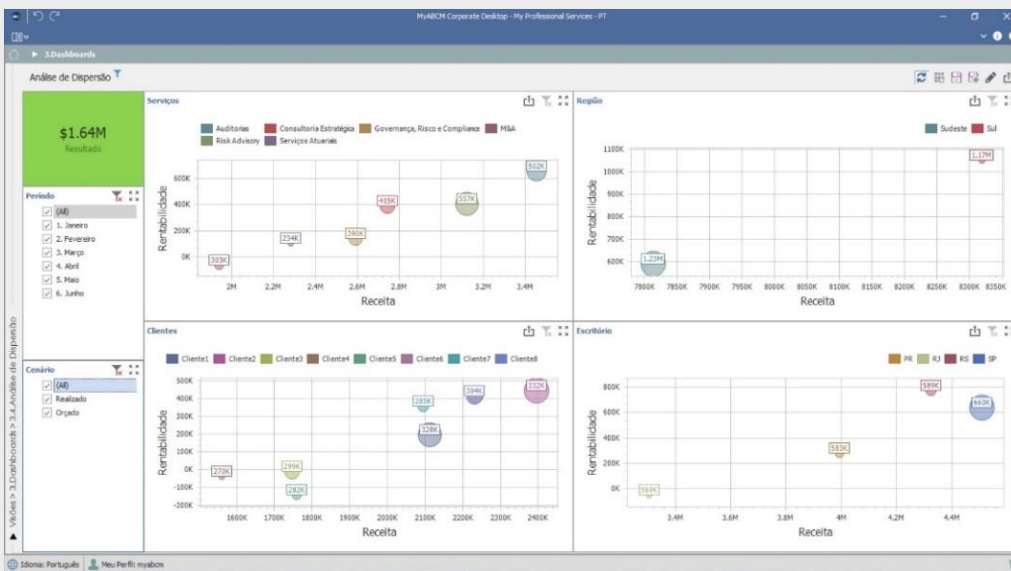 MyABCM Corporate Desktop - My Professional Services - PT
3.Dashboards
Análise de Dispersão
$1.64M
Resultado
Período
(All)
1. Janeiro
2. Fevereiro
3. Março
4. Abril
5. Maio
6. Junho
Cenário
(All)
Realizado
Orçado
Serviços
Auditorias Consultoria Estratégica Governança, Risco e Compliance M&A
Risk Advisory Serviços Atuariais
Rentabilidade
600K
400K
200K
0K
303K
234K
390K
415K
557K
502K
2M 2.2M 2.4M 2.6M 2.8M 3M 3.2M 3.4M
Receita
Região
Sudeste Sul
Rentabilidade
1100K
1000K
900K
800K
700K
600K
1.17M
1.23M
7800K 7850K 7900K 7950K 8000K 8050K 8100K 8150K 8200K 8250K 8300K 8350K
Receita
Clientes
Cliente1 Cliente2 Cliente3 Cliente4 Cliente5 Cliente6 Cliente7 Cliente8
Rentabilidade
500K
400K
300K
200K
100K
0K
-100K
-200K
270K
299K
282K
285K
328K
304K
332K
1600K 1700K 1800K 1900K 2000K 2100K 2200K 2300K 2400K
Receita
Escritório
PR RJ RS SP
Rentabilidade
800K
600K
400K
200K
0K
569K
583K
589K
660K
3.4M 3.6M 3.8M 4M 4.2M 4.4M
Receita
Visões > 3.Dashboards > 3.4.Análise de Dispersão
Idioma: Português Meu Perfil: myabcm